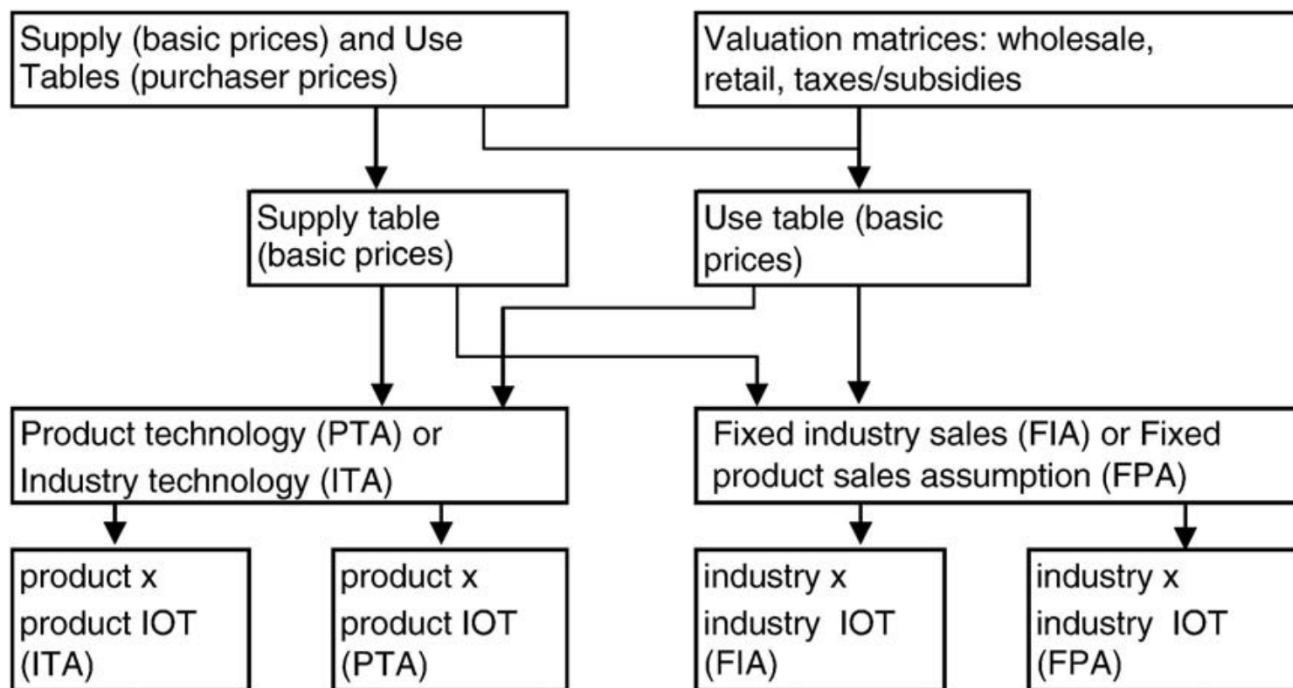 Supply (basic prices) and Use
Tables (purchaser prices)
Valuation matrices: wholesale,
retail, taxes/subsidies
Supply table
(basic prices)
Use table (basic
prices)
Product technology (PTA) or
Industry technology (ITA)
Fixed industry sales (FIA) or Fixed
product sales assumption (FPA)
product x
product IOT
(ITA)
product x
product IOT
(PTA)
industry x
industry IOT
(FIA)
industry x
industry IOT
(FPA)